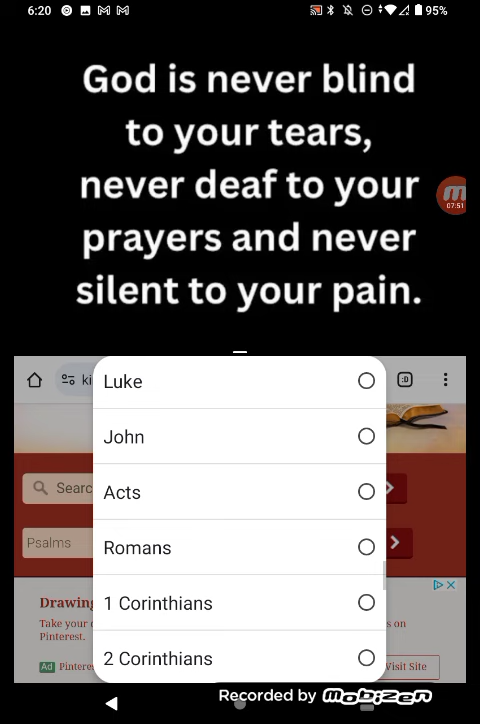 6:20
95%
God is never blind
to your tears,
never deaf to your
prayers and never
silent to your pain.
07:51
ki
:D
Luke
John
Acts
Romans
1 Corinthians
2 Corinthians
Searc
Psalms
Drawing
Take your
s on
Pinterest.
Ad Pinteres
Visit Site
Recorded by Mobizen